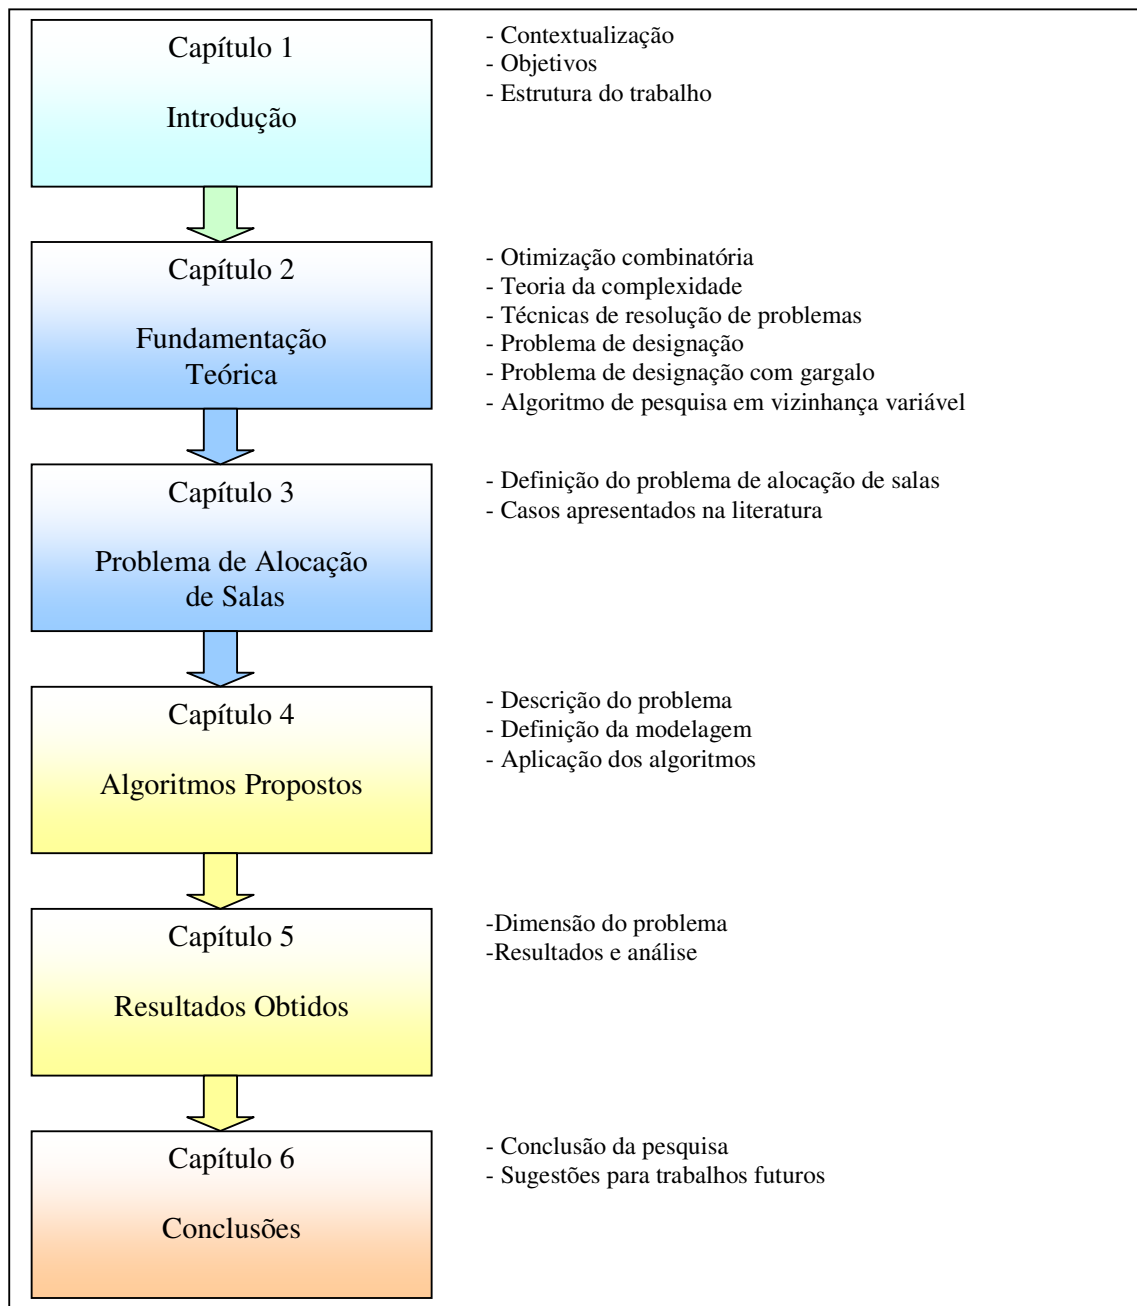 Capítulo 1
Introdução
- Contextualização
- Objetivos
- Estrutura do trabalho
Capítulo 2
Fundamentação
Teórica
- Otimização combinatória
- Teoria da complexidade
- Técnicas de resolução de problemas
- Problema de designação
- Problema de designação com gargalo
- Algoritmo de pesquisa em vizinhança variável
Capítulo 3
Problema de Alocação
de Salas
- Definição do problema de alocação de salas
- Casos apresentados na literatura
Capítulo 4
Algoritmos Propostos
- Descrição do problema
- Definição da modelagem
- Aplicação dos algoritmos
Capítulo 5
Resultados Obtidos
-Dimensão do problema
-Resultados e análise
Capítulo 6
Conclusões
- Conclusão da pesquisa
- Sugestões para trabalhos futuros